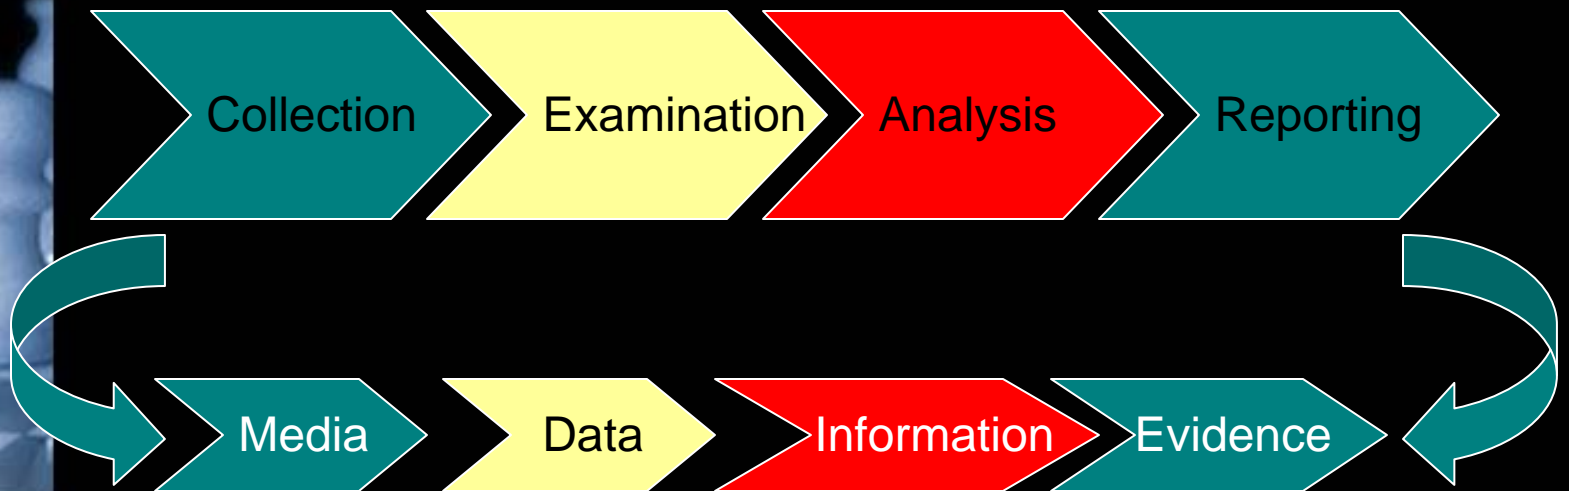 Collection Examination Analysis Reporting
Media Data Information Evidence